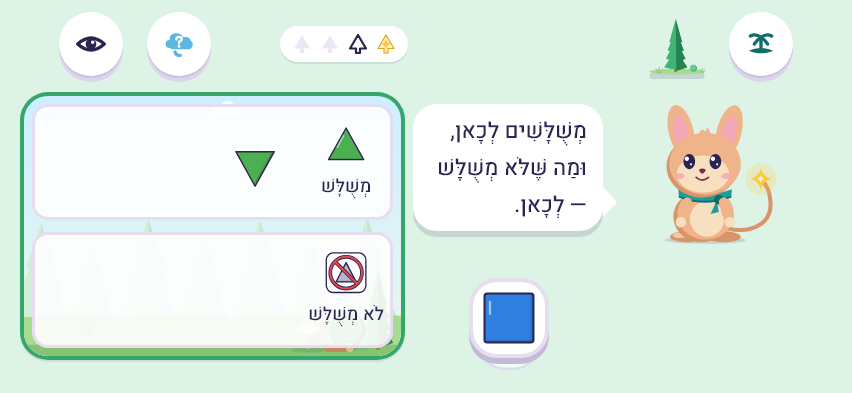 מְשֻׁלָּשִׁים לְכָאן,
וּמַה שֶּׁלֹּא מְשֻׁלָּשׁ
— לְכָאן.
מְשֻׁלָּשׁ
לֹא מְשֻׁלָּשׁ
?